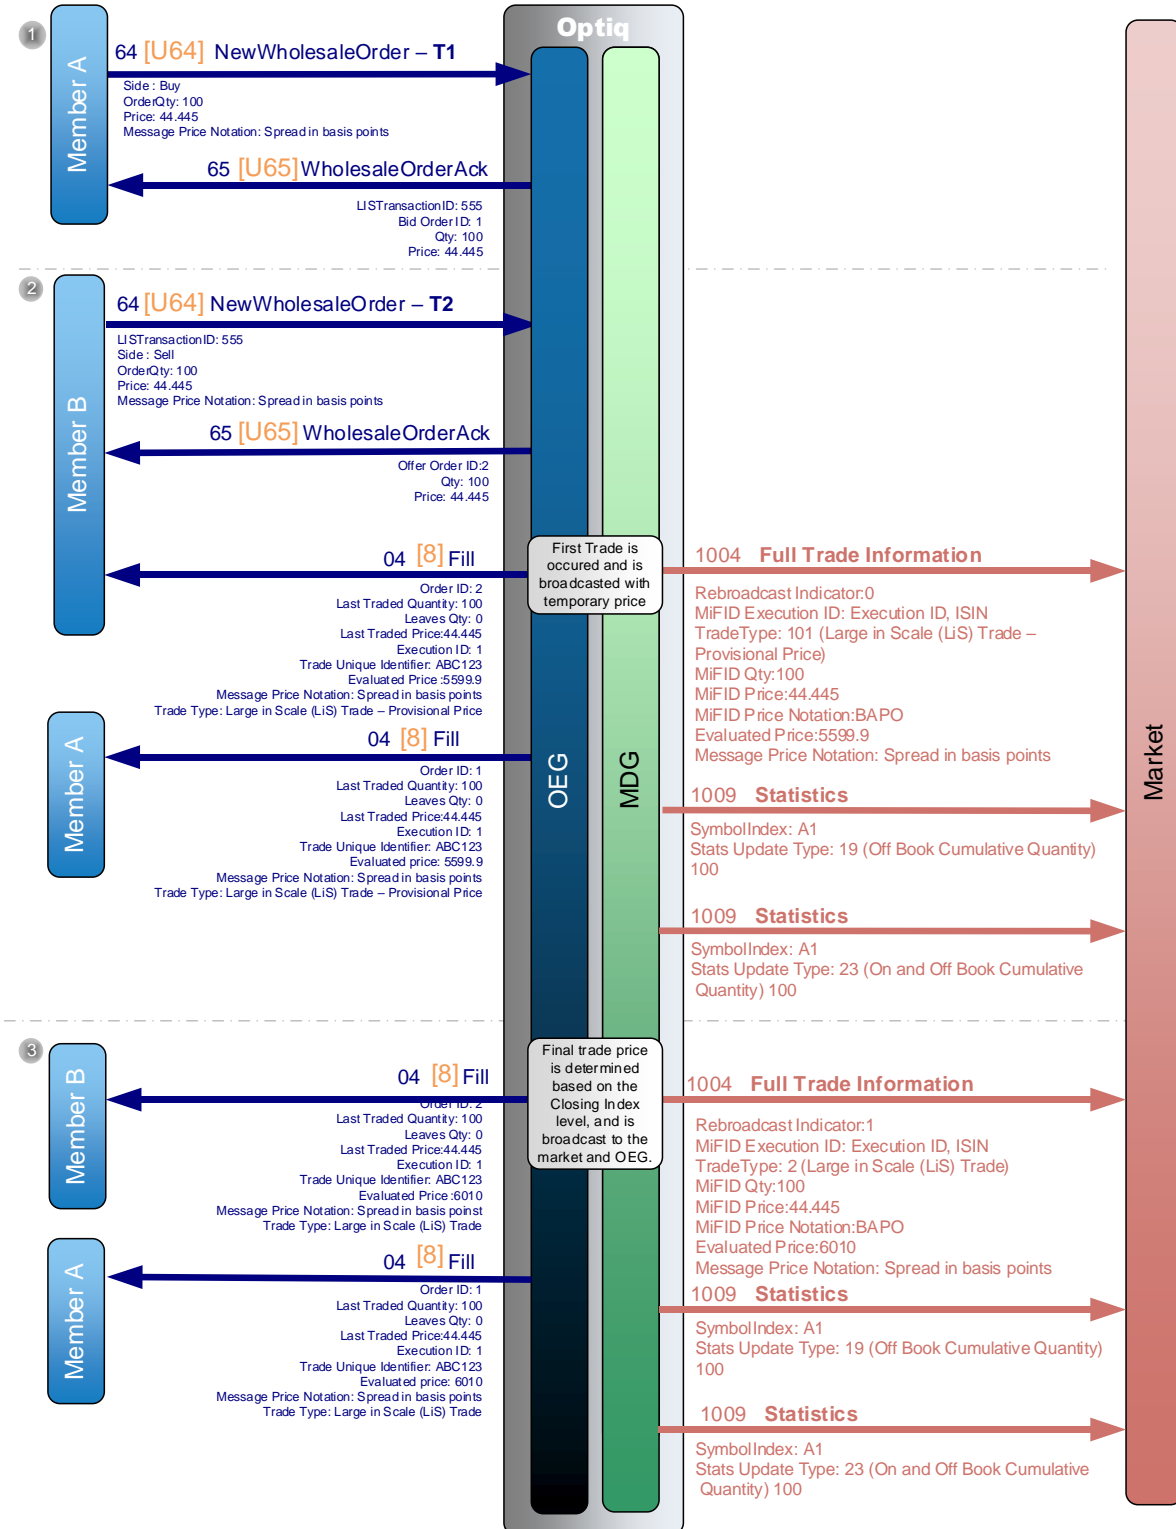 Optiq
1
Member A
64 [U64] NewWholesaleOrder – T1
Side : Buy
OrderQty: 100
Price: 44.445
Message Price Notation: Spread in basis points
65 [U65] WholesaleOrderAck
LISTransactionID: 555
Bid Order ID: 1
Qty: 100
Price: 44.445
2
Member B
64 [U64] NewWholesaleOrder – T2
LISTransactionID: 555
Side : Sell
OrderQty: 100
Price: 44.445
Message Price Notation: Spread in basis points
65 [U65] WholesaleOrderAck
Offer Order ID:2
Qty: 100
Price: 44.445
04 [8] Fill
Order ID: 2
Last Traded Quantity: 100
Leaves Qty: 0
Last Traded Price:44.445
Execution ID: 1
Trade Unique Identifier: ABC123
Evaluated Price :5599.9
Message Price Notation: Spread in basis points
Trade Type: Large in Scale (LiS) Trade – Provisional Price
First Trade is
occured and is
broadcasted with
temporary price
1004 Full Trade Information
Rebroadcast Indicator:0
MiFID Execution ID: Execution ID, ISIN
TradeType: 101 (Large in Scale (LiS) Trade –
Provisional Price)
MiFID Qty:100
MiFID Price:44.445
MiFID Price Notation:BAPO
Evaluated Price:5599.9
Message Price Notation: Spread in basis points
Member A
04 [8] Fill
Order ID: 1
Last Traded Quantity: 100
Leaves Qty: 0
Last Traded Price:44.445
Execution ID: 1
Trade Unique Identifier: ABC123
Evaluated price: 5599.9
Message Price Notation: Spread in basis points
Trade Type: Large in Scale (LiS) Trade – Provisional Price
OEG
MDG
Market
1009 Statistics
SymbolIndex: A1
Stats Update Type: 19 (Off Book Cumulative Quantity)
100
1009 Statistics
SymbolIndex: A1
Stats Update Type: 23 (On and Off Book Cumulative
Quantity) 100
3
Member B
04 [8] Fill
Order ID: 2
Last Traded Quantity: 100
Leaves Qty: 0
Last Traded Price:44.445
Execution ID: 1
Trade Unique Identifier: ABC123
Evaluated Price :6010
Message Price Notation: Spread in basis poinst
Trade Type: Large in Scale (LiS) Trade
Final trade price
is determined
based on the
Closing Index
level, and is
broadcast to the
market and OEG.
1004 Full Trade Information
Rebroadcast Indicator:1
MiFID Execution ID: Execution ID, ISIN
TradeType: 2 (Large in Scale (LiS) Trade)
MiFID Qty:100
MiFID Price:44.445
MiFID Price Notation:BAPO
Evaluated Price:6010
Message Price Notation: Spread in basis points
Member A
04 [8] Fill
Order ID: 1
Last Traded Quantity: 100
Leaves Qty: 0
Last Traded Price:44.445
Execution ID: 1
Trade Unique Identifier: ABC123
Evaluated price: 6010
Message Price Notation: Spread in basis points
Trade Type: Large in Scale (LiS) Trade
1009 Statistics
SymbolIndex: A1
Stats Update Type: 19 (Off Book Cumulative Quantity)
100
1009 Statistics
SymbolIndex: A1
Stats Update Type: 23 (On and Off Book Cumulative
Quantity) 100